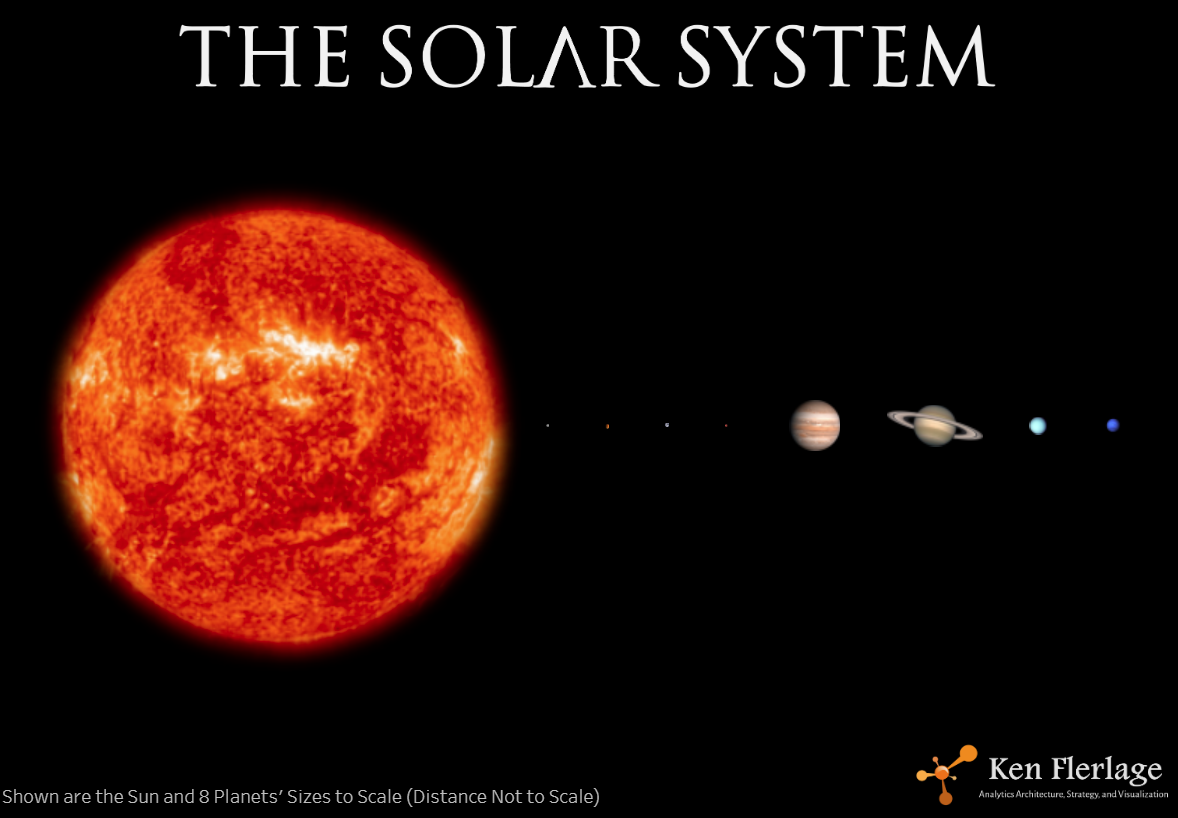 THE SOLAR SYSTEM
Ken Flerlage
Analytics Architecture, Strategy, and Visualization
Shown are the Sun and 8 Planets' Sizes to Scale (Distance Not to Scale)